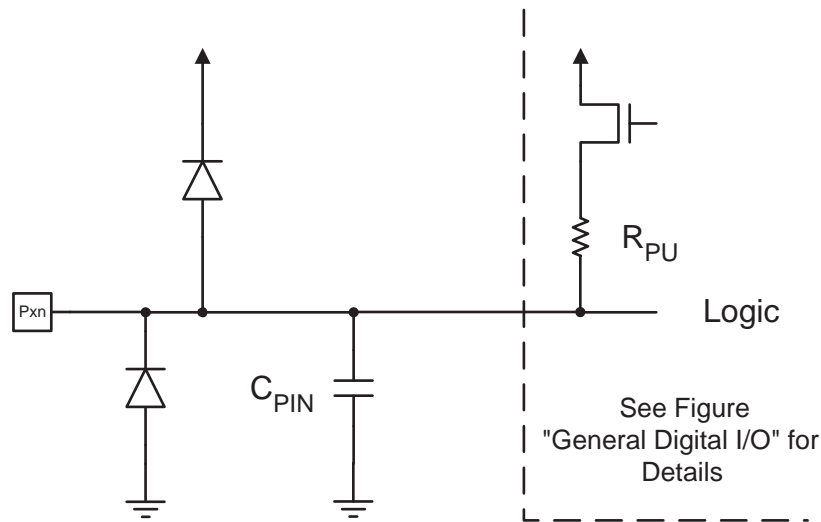 R_PU
Pxn
Logic
C_PIN
See Figure
"General Digital I/O" for
Details